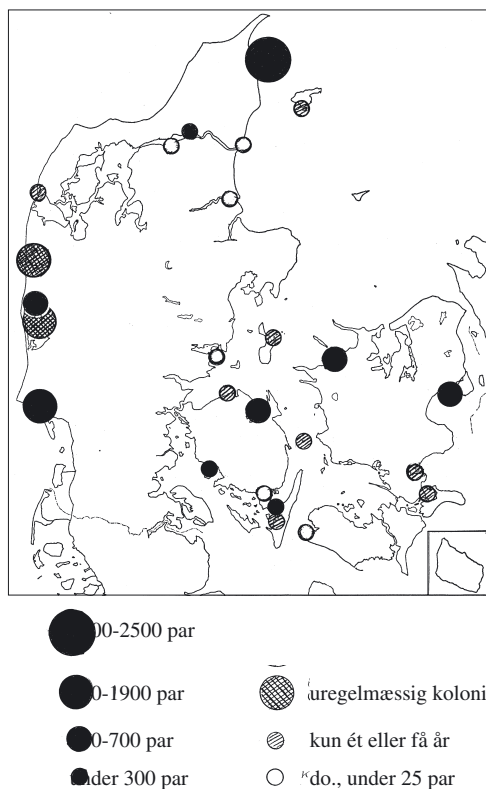 00-2500 par
0-1900 par
uregelmæssig koloni
0-700 par
kun ét eller få år
under 300 par
do., under 25 par